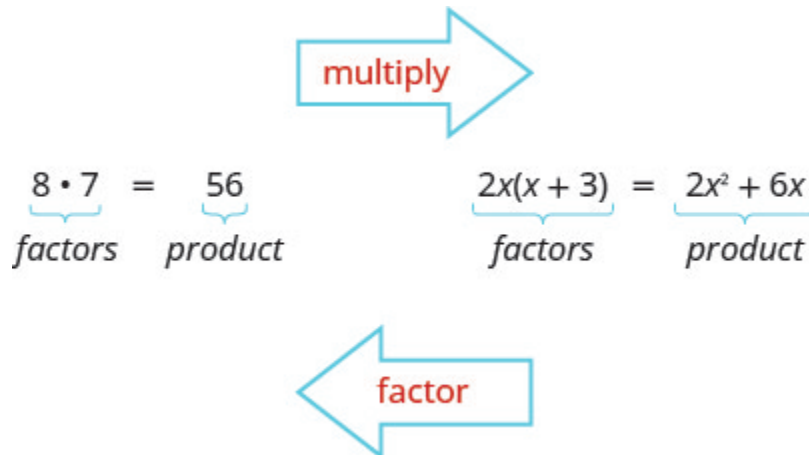 multiply
8 • 7 = 56 2x(x + 3) = 2x² + 6x
factors product factors product
factor